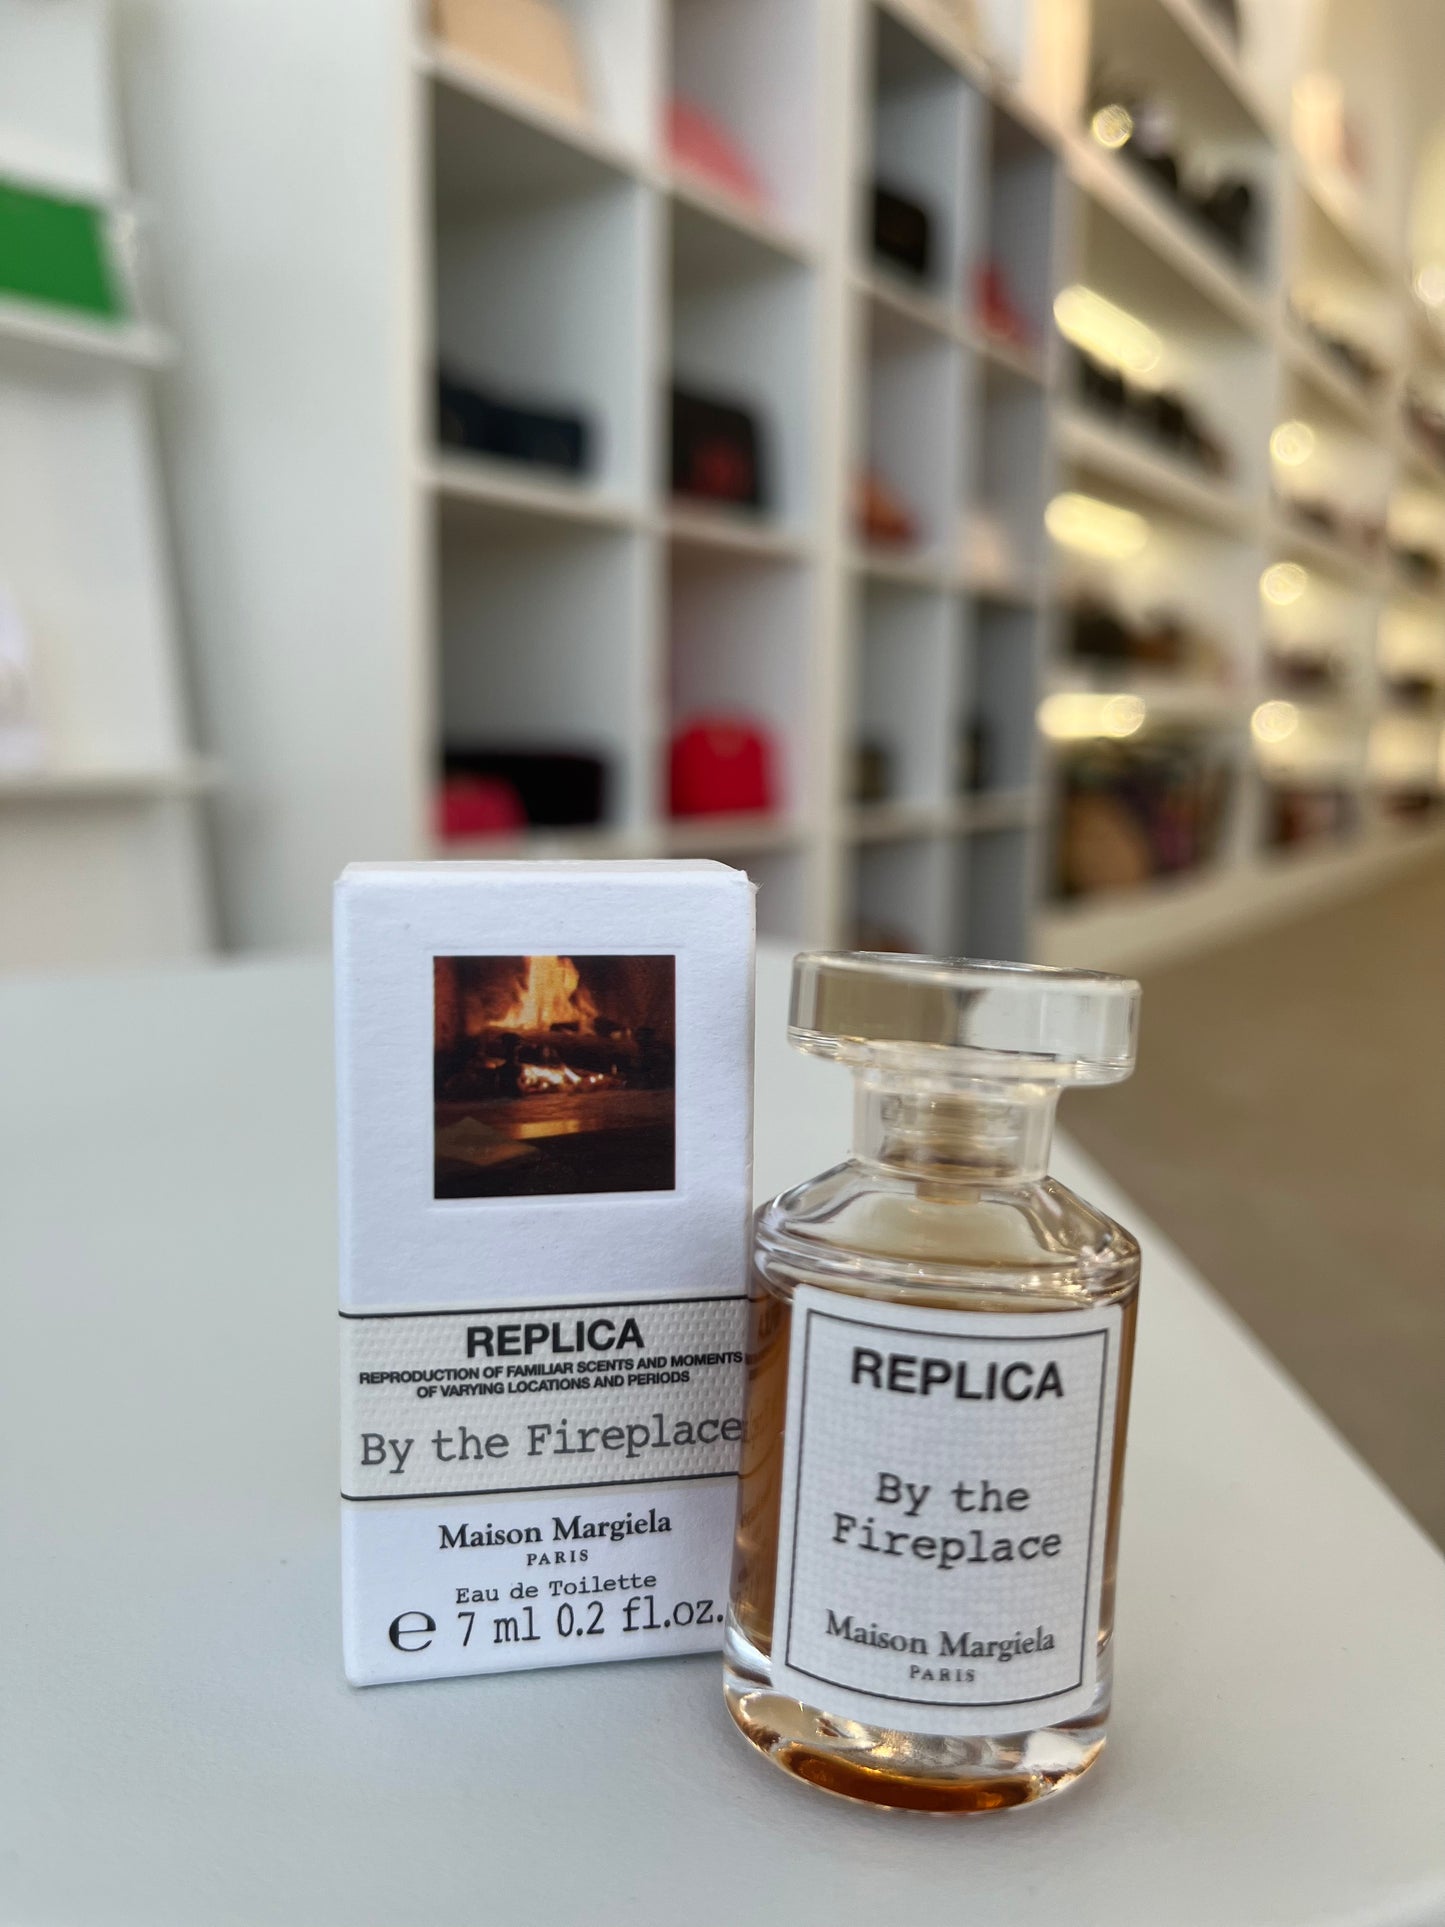 REPLICA
REPRODUCTION OF FAMILIAR SCENTS AND MOMENTS
OF VARYING LOCATIONS AND PERIODS
By the Fireplace
Maison Margiela
PARIS
Eau de Toilette
℮ 7 ml 0.2 fl.oz.
REPLICA
By the
Fireplace
Maison Margiela
PARIS